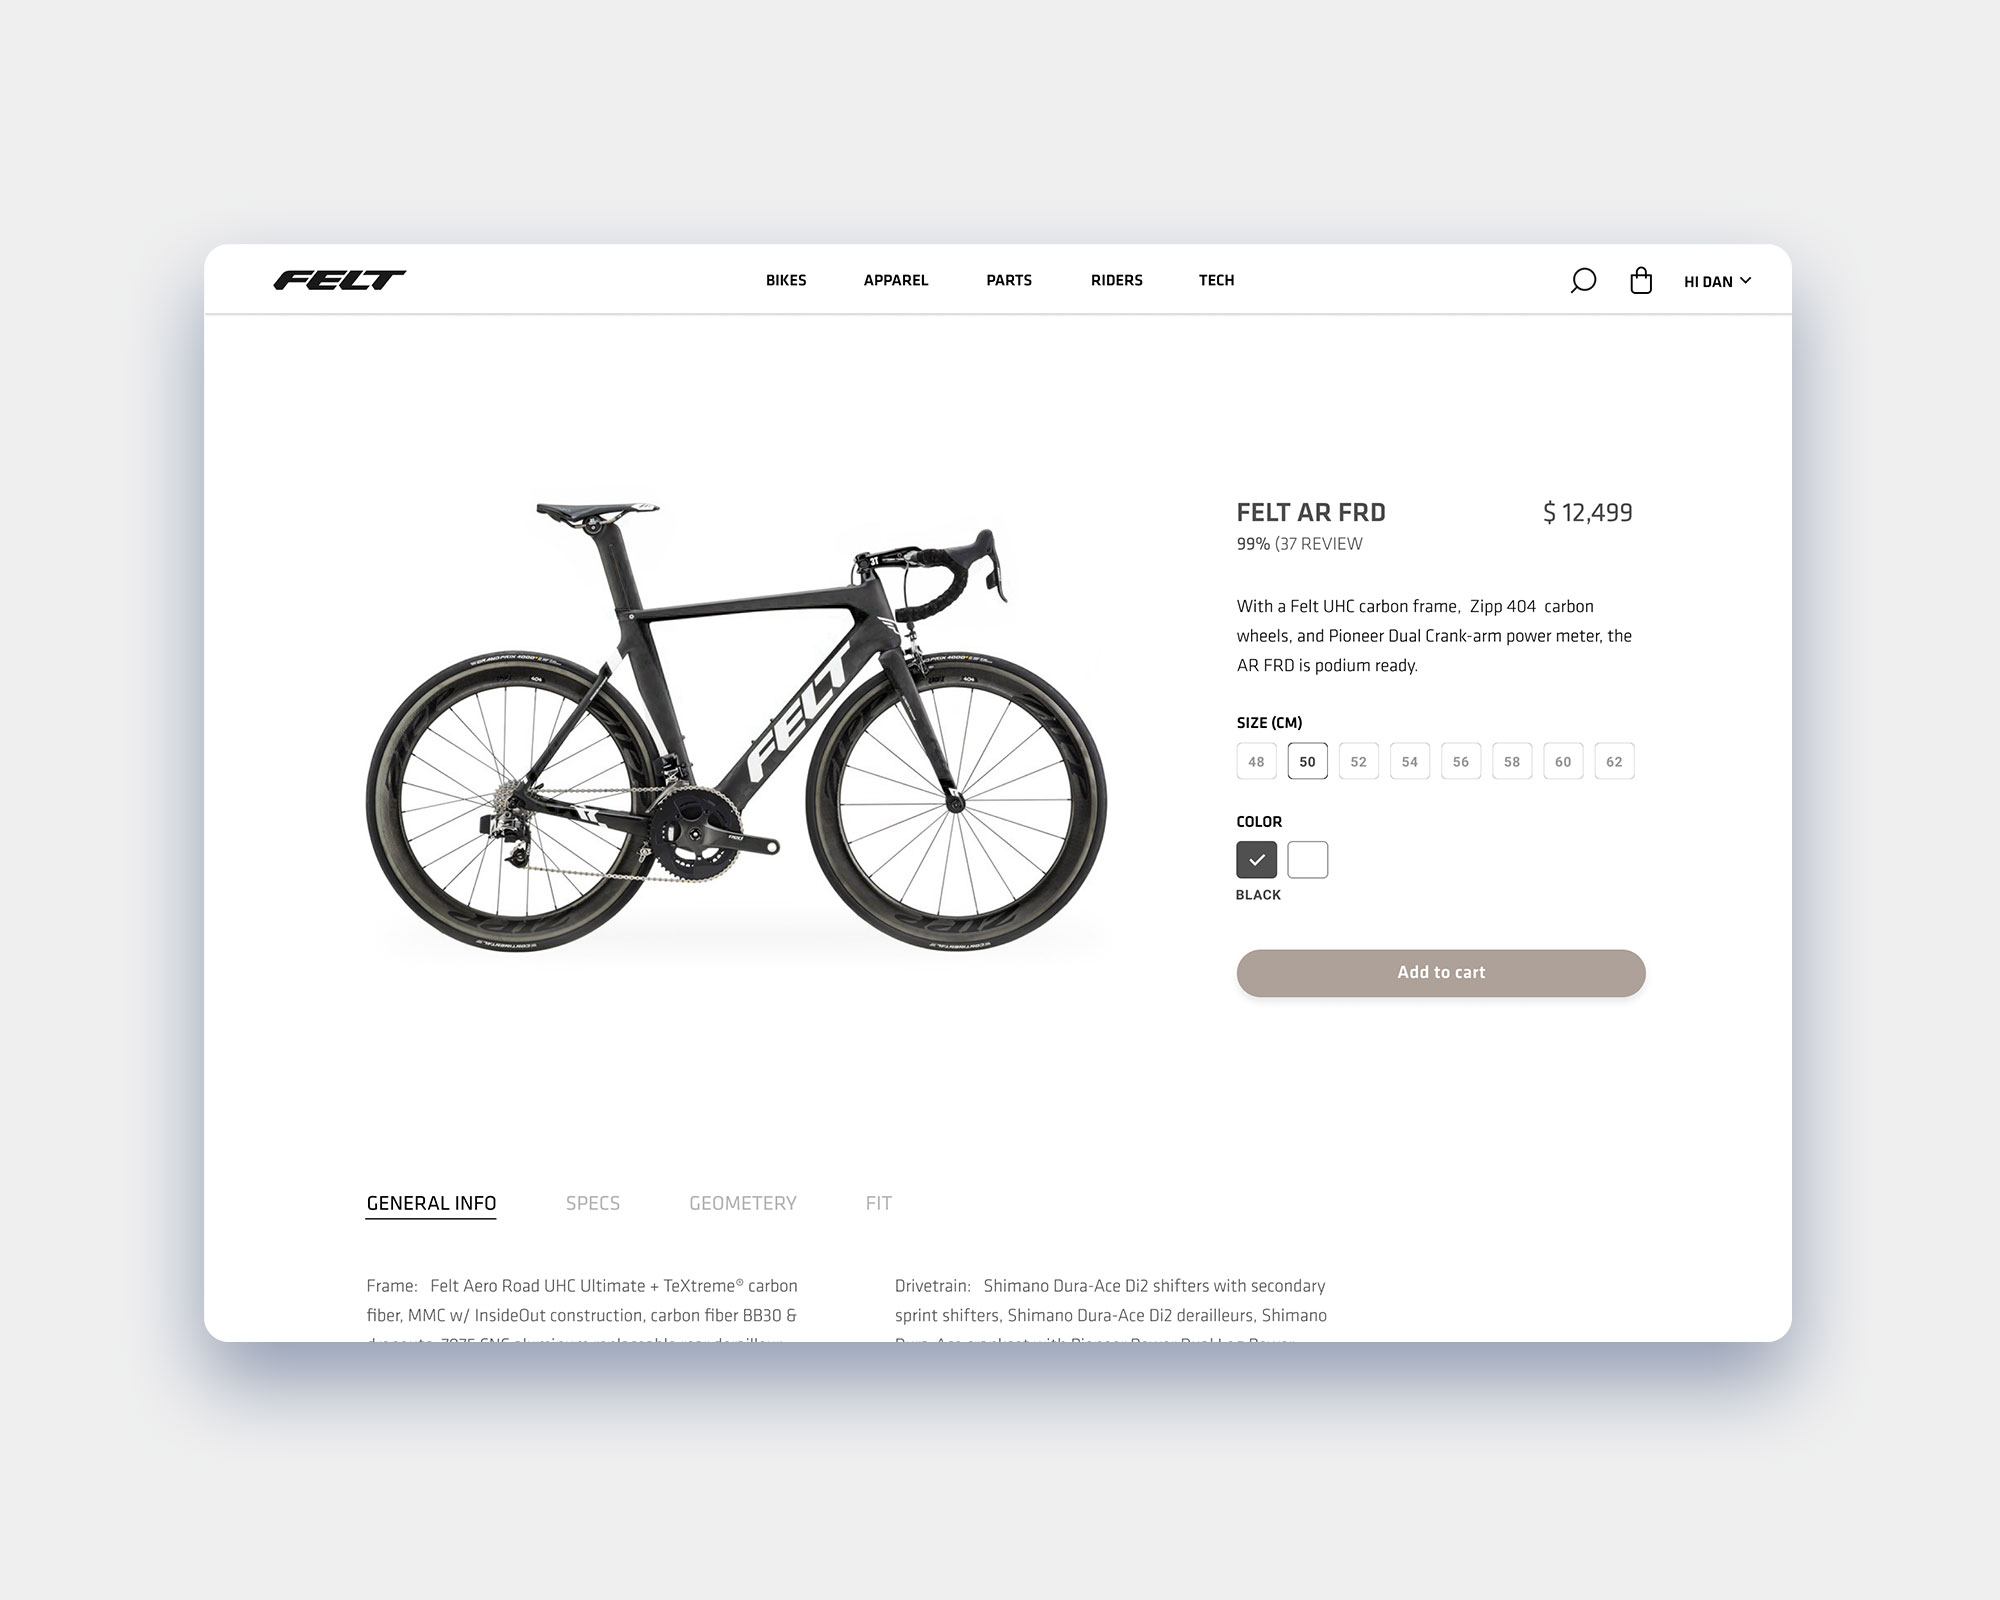 FELT
BIKES APPAREL PARTS RIDERS TECH
HI DAN
FELT AR FRD $ 12,499
99% (37 REVIEW
With a Felt UHC carbon frame, Zipp 404 carbon
wheels, and Pioneer Dual Crank-arm power meter, the
AR FRD is podium ready.
SIZE (CM)
48 50 52 54 56 58 60 62
COLOR
BLACK
Add to cart
3T
FELT
404
404
GENERAL INFO SPECS GEOMETERY FIT
Frame: Felt Aero Road UHC Ultimate + TeXtreme® carbon
fiber, MMC w/ InsideOut construction, carbon fiber BB30 &
Drivetrain: Shimano Dura-Ace Di2 shifters with secondary
sprint shifters, Shimano Dura-Ace Di2 derailleurs, Shimano